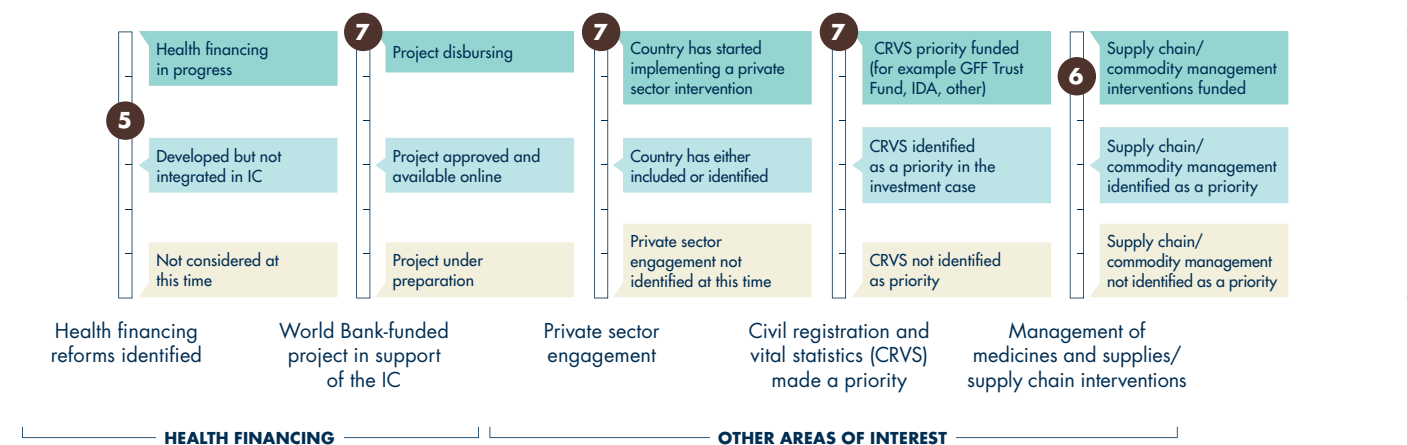 5
Health financing
in progress
Developed but not
integrated in IC
Not considered at
this time
Health financing
reforms identified
7
Project disbursing
Project approved and
available online
Project under
preparation
World Bank-funded
project in support
of the IC
7
Country has started
implementing a private
sector intervention
Country has either
included or identified
Private sector
engagement not
identified at this time
Private sector
engagement
7
CRVS priority funded
(for example GFF Trust
Fund, IDA, other)
CRVS identified
as a priority in the
investment case
CRVS not identified
as priority
Civil registration and
vital statistics (CRVS)
made a priority
6
Supply chain/
commodity management
interventions funded
Supply chain/
commodity management
identified as a priority
Supply chain/
commodity management
not identified as a priority
Management of
medicines and supplies/
supply chain interventions
HEALTH FINANCING
OTHER AREAS OF INTEREST